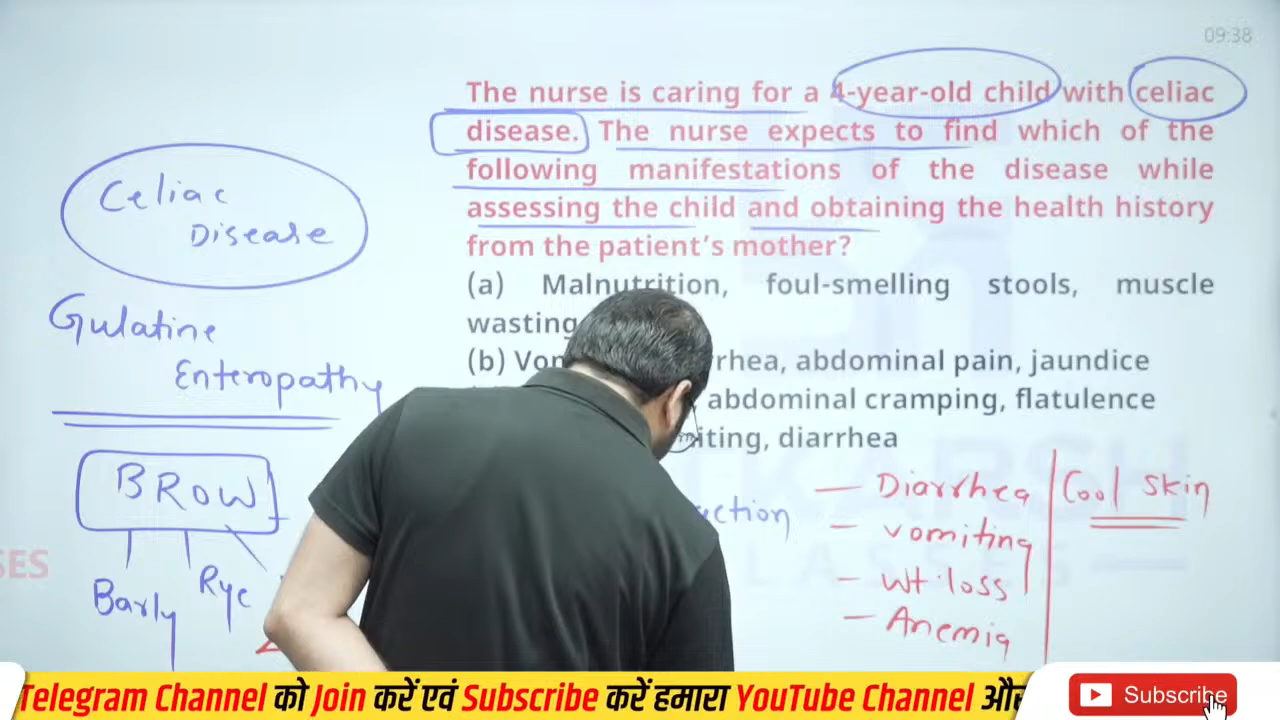 09:38
The nurse is caring for a 4-year-old child with celiac
disease. The nurse expects to find which of the
following manifestations of the disease while
assessing the child and obtaining the health history
from the patient's mother?
(a) Malnutrition, foul-smelling stools, muscle
wasting
(b) abdominal pain, jaundice
abdominal cramping, flatulence
diarrhea
Celiac
Disease
Gulatine
Enteropathy
BROW
Barly
Rye
Diarrhea
vomiting
Wt. loss
Anemia
Cool skin
CLASSES
Telegram Channel को Join करें एवं Subscribe करें हमारा YouTube Channel और
Subscribe